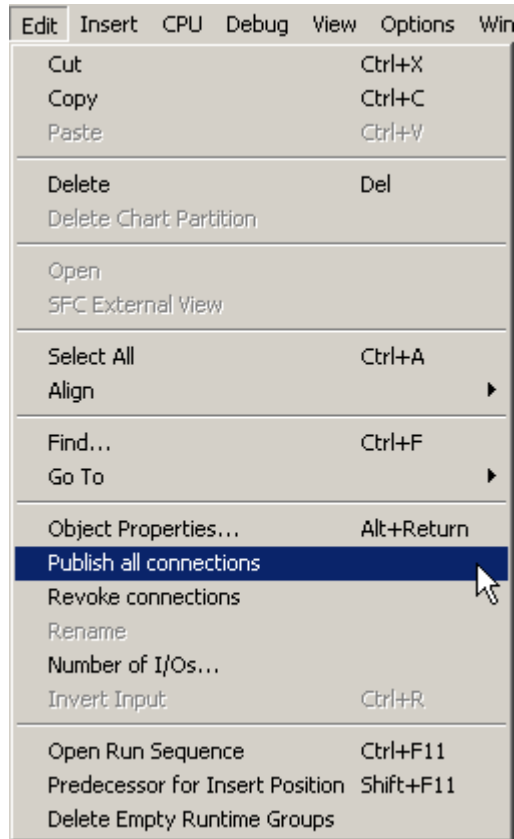 Edit Insert CPU Debug View Options Win
Cut Ctrl+X
Copy Ctrl+C
Paste Ctrl+V
Delete Del
Delete Chart Partition
Open
SFC External View
Select All Ctrl+A
Align
Find... Ctrl+F
Go To
Object Properties... Alt+Return
Publish all connections
Revoke connections
Rename
Number of I/Os...
Invert Input Ctrl+R
Open Run Sequence Ctrl+F11
Predecessor for Insert Position Shift+F11
Delete Empty Runtime Groups